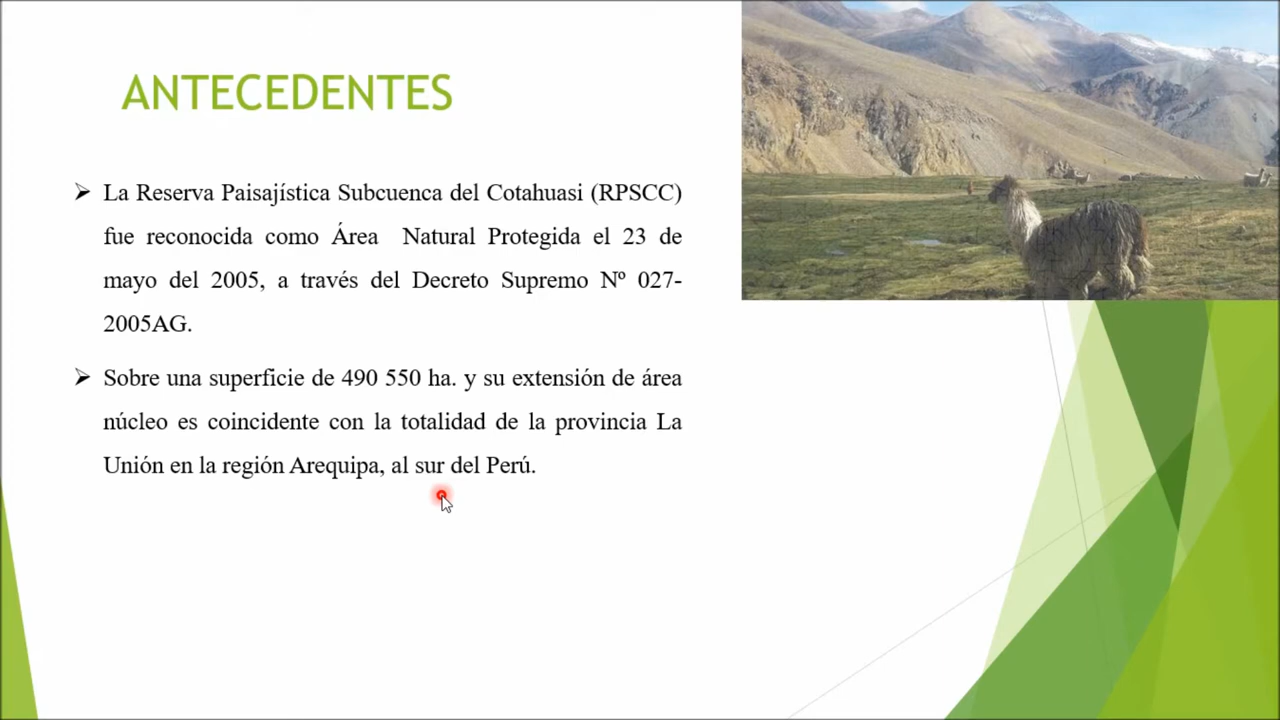 ANTECEDENTES
La Reserva Paisajística Subcuenca del Cotahuasi (RPSCC)
fue reconocida como Área Natural Protegida el 23 de
mayo del 2005, a través del Decreto Supremo Nº 027-
2005AG.
Sobre una superficie de 490 550 ha. y su extensión de área
núcleo es coincidente con la totalidad de la provincia La
Unión en la región Arequipa, al sur del Perú.